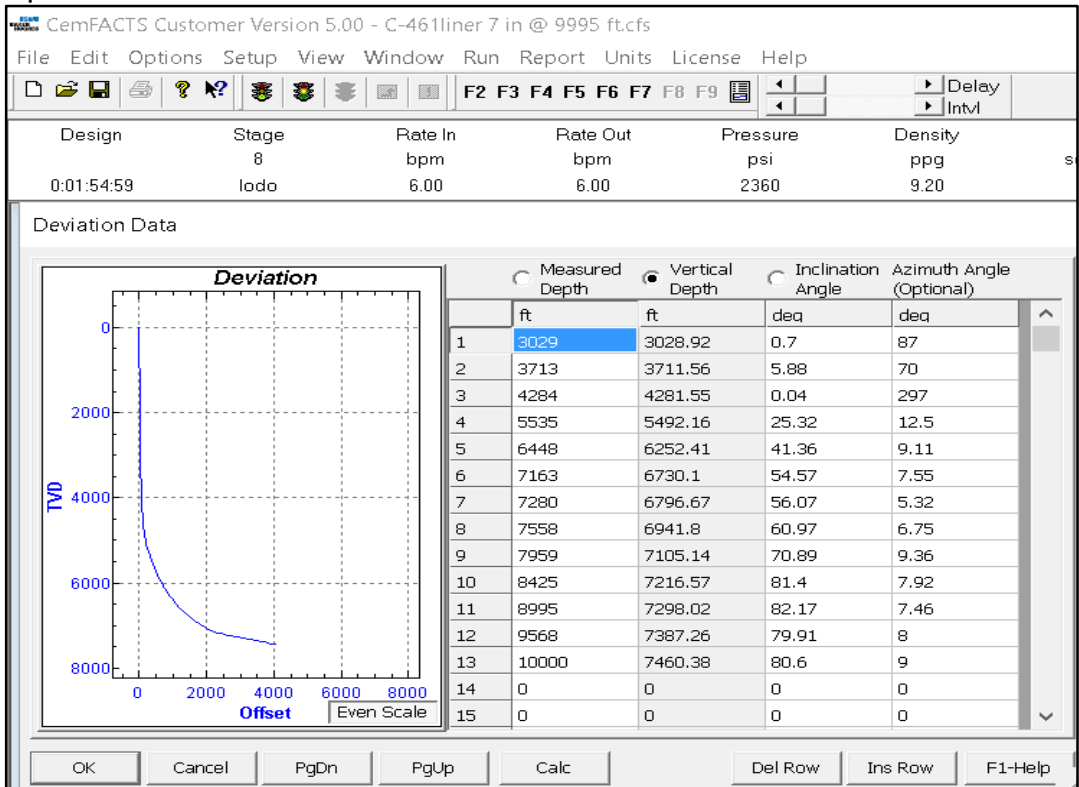 CemFACTS Customer Version 5.00 - C-461liner 7 in @ 9995 ft.cfs
File Edit Options Setup View Window Run Report Units License Help
F2 F3 F4 F5 F6 F7 F8 F9 Delay
Intvl
Design Stage Rate In Rate Out Pressure Density
8 bpm bpm psi ppg
0:01:54:59 lodo 6.00 6.00 2360 9.20
Deviation Data
Deviation
0
2000
4000
6000
8000
TVD
0 2000 4000 6000 8000
Offset Even Scale
Measured Depth Vertical Depth Inclination Angle Azimuth Angle (Optional)
ft ft deg deg
1 3029 3028.92 0.7 87
2 3713 3711.56 5.88 70
3 4284 4281.55 0.04 297
4 5535 5492.16 25.32 12.5
5 6448 6252.41 41.36 9.11
6 7163 6730.1 54.57 7.55
7 7280 6796.67 56.07 5.32
8 7558 6941.8 60.97 6.75
9 7959 7105.14 70.89 9.36
10 8425 7216.57 81.4 7.92
11 8995 7298.02 82.17 7.46
12 9568 7387.26 79.91 8
13 10000 7460.38 80.6 9
14 0 0 0 0
15 0 0 0 0
OK Cancel PgDn PgUp Calc Del Row Ins Row F1-Help